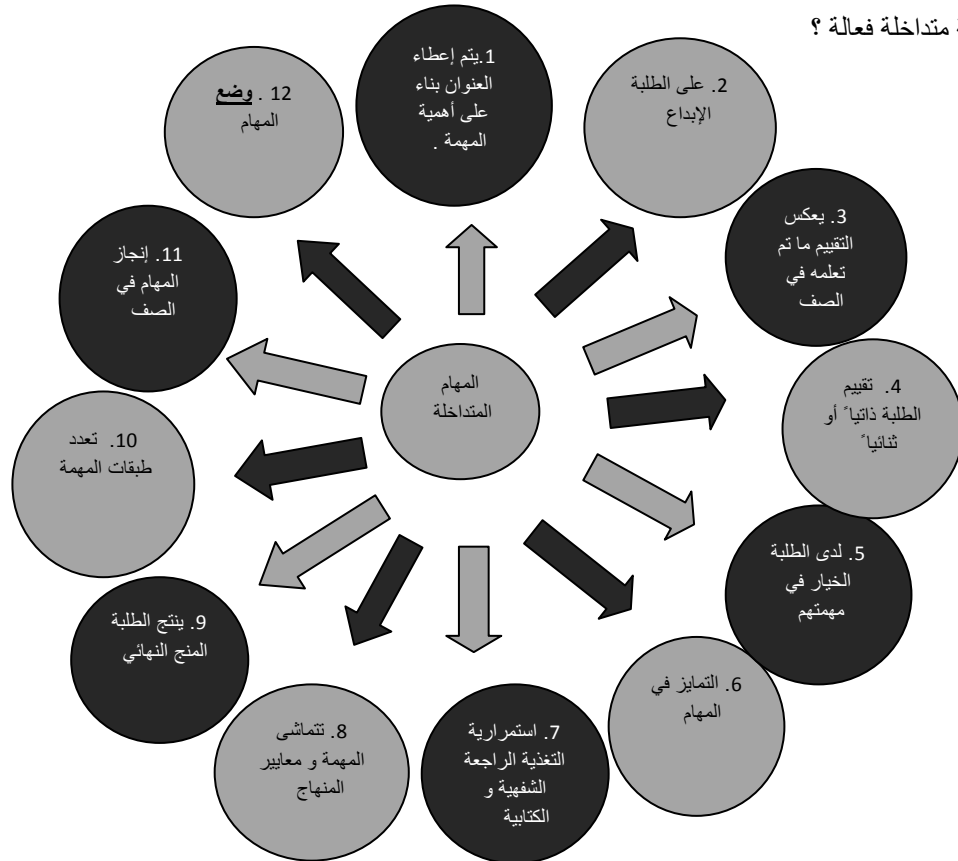 متداخلة فعالة ؟
1.يتم إعطاء
العنوان بناء
على أهمية
المهمة .
2. على الطلبة
الإبداع
3. يعكس
التقييم ما تم
تعلمه في
الصف
4. تقييم
الطلبة ذاتياً أو
ثنائياً
5. لدى الطلبة
الخيار في
مهمتهم
6. التمايز في
المهام
7. استمرارية
التغذية الراجعة
الشفهية و
الكتابية
8. تتماشى
المهمة و معايير
المنهاج
9. ينتج الطلبة
المنج النهائي
10. تعدد
طبقات المهمة
11. إنجاز
المهام في
الصف
12 . وضع
المهام
المهام
المتداخلة